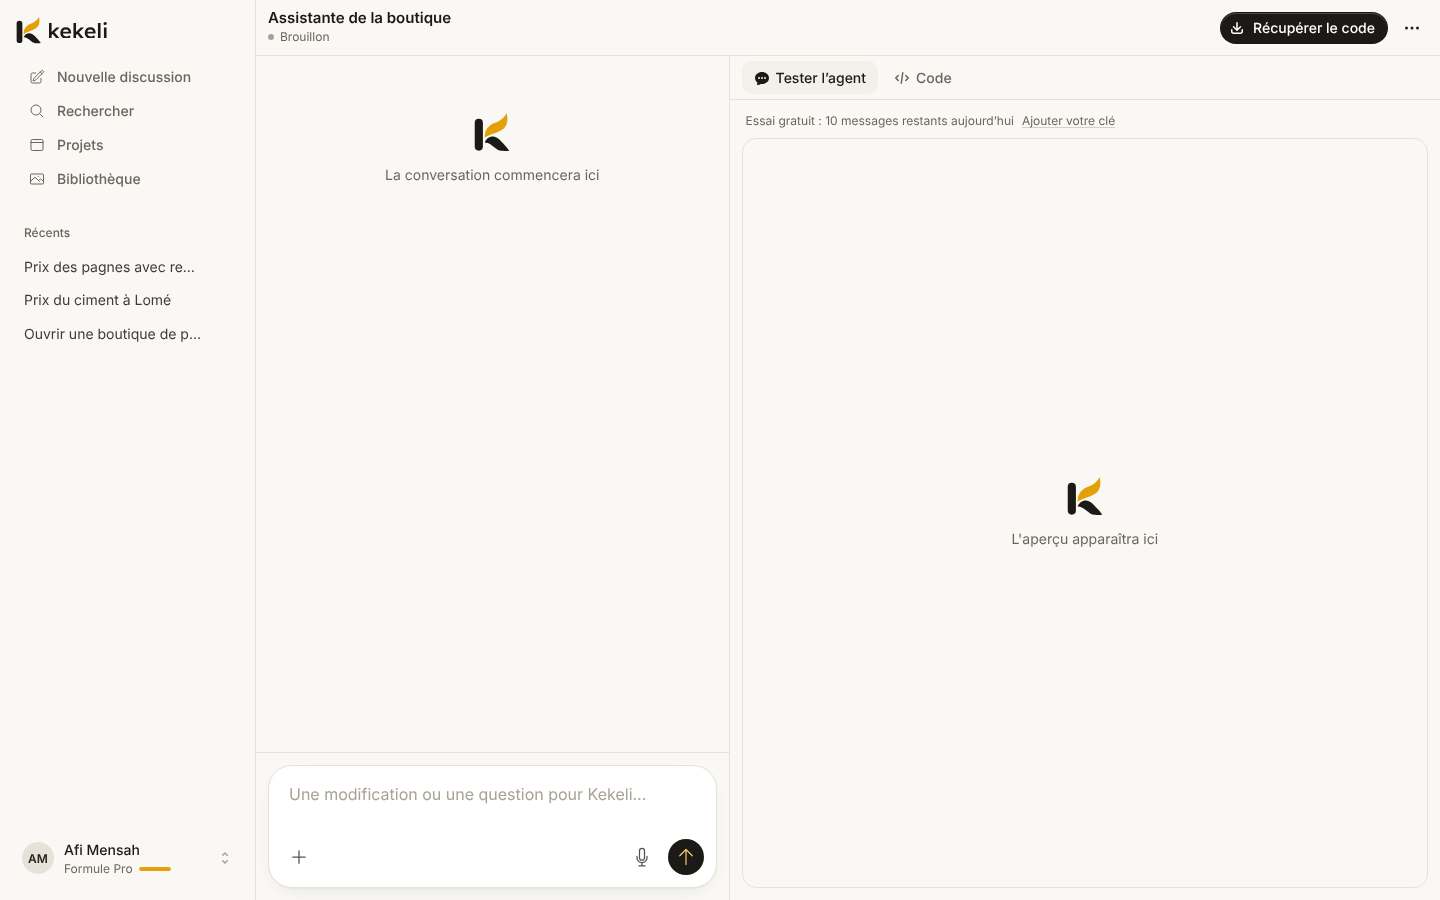 kekeli
Nouvelle discussion
Rechercher
Projets
Bibliothèque
Récents
Prix des pagnes avec re...
Prix du ciment à Lomé
Ouvrir une boutique de p...
AM
Afi Mensah
Formule Pro
Assistante de la boutique
Brouillon
Récupérer le code
La conversation commencera ici
Une modification ou une question pour Kekeli...
Tester l’agent
Code
Essai gratuit : 10 messages restants aujourd’hui Ajouter votre clé
L'aperçu apparaîtra ici